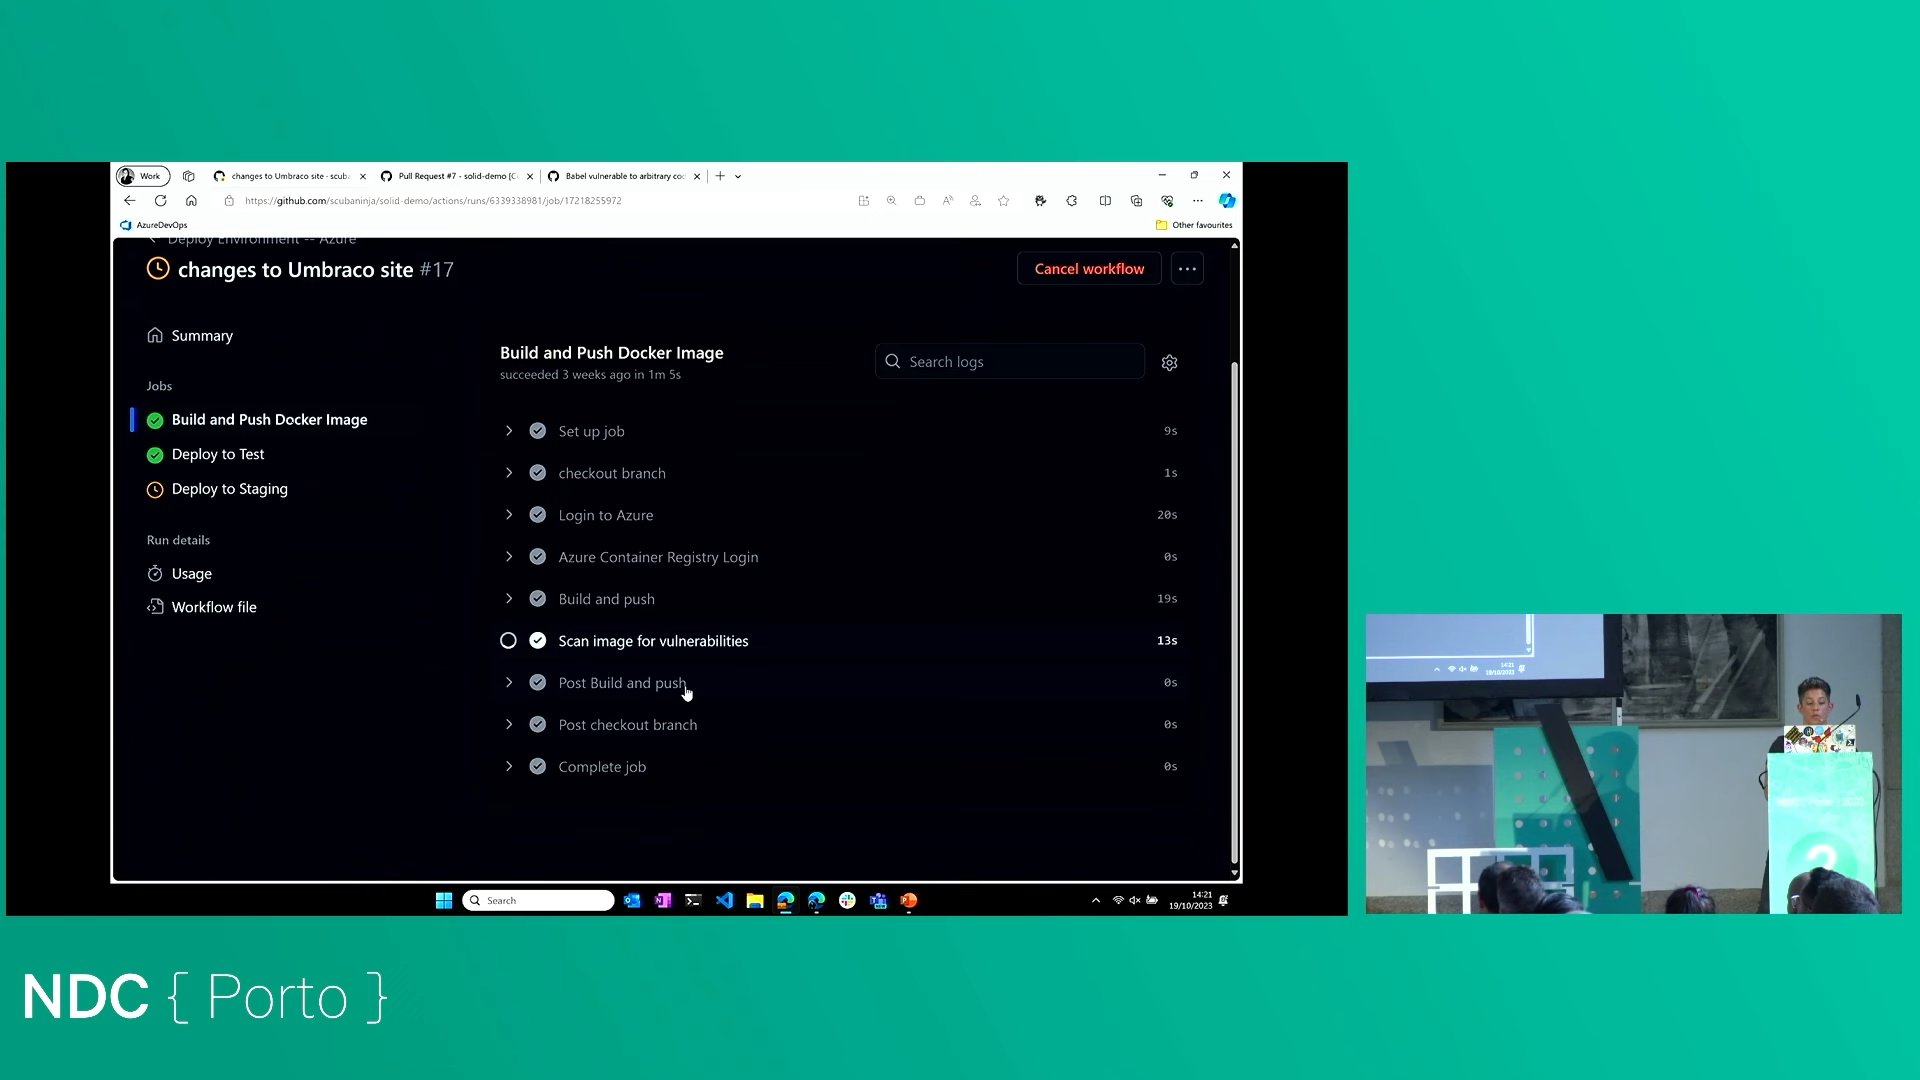 Work
changes to Umbraco site · scuba
Pull Request #7 - solid-demo [C
Babel vulnerable to arbitrary co
https://github.com/scubaninja/solid-demo/actions/runs/6339338981/job/17218255972
AzureDevOps
Other favourites
Deploy Environment -- Azure
changes to Umbraco site #17
Cancel workflow
Summary
Jobs
Build and Push Docker Image
Deploy to Test
Deploy to Staging
Run details
Usage
Workflow file
Build and Push Docker Image
succeeded 3 weeks ago in 1m 5s
Search logs
Set up job 9s
checkout branch 1s
Login to Azure 20s
Azure Container Registry Login 0s
Build and push 19s
Scan image for vulnerabilities 13s
Post Build and push 0s
Post checkout branch 0s
Complete job 0s
Search
14:21
19/10/2023
14:21
19/10/2023
NDC { Porto }